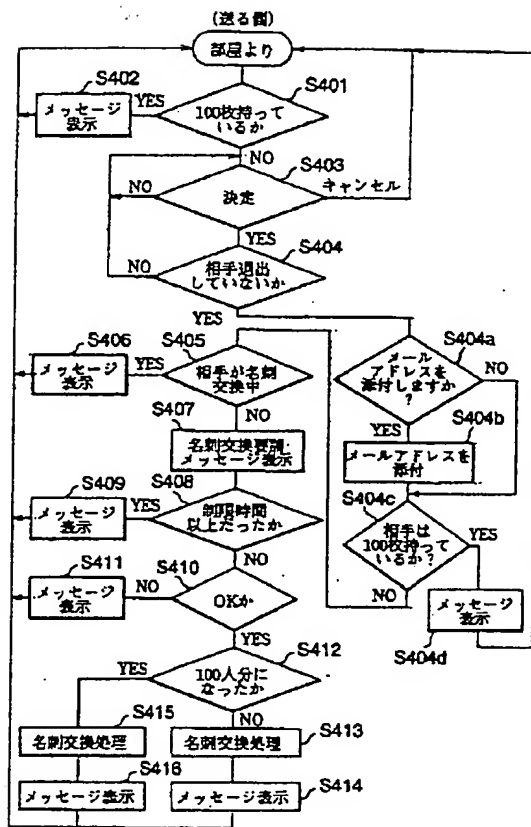 (送る側)
部屋より
S402
S401
メッセージ
表示
YES
100枚持って
いるか
NO
S403
NO
決定
キャンセル
YES
S404
NO
相手退出
していないか
YES
YES
S404a
メール
アドレスを
添付しますか
?
NO
YES
S404b
メールアドレスを
添付
S404c
相手は
100枚持って
いるか?
YES
NO
メッセージ
表示
S404d
S406
S405
メッセージ
表示
YES
相手が名刺
交換中
S407
NO
名刺交換要請・
メッセージ表示
S409
S408
メッセージ
表示
YES
制限時間
以上だったか
S411
S410
NO
メッセージ
表示
NO
OKか
YES
S412
YES
100人分に
なったか
S415
NO
名刺交換処理
名刺交換処理
S413
S416
メッセージ表示
メッセージ表示
S414